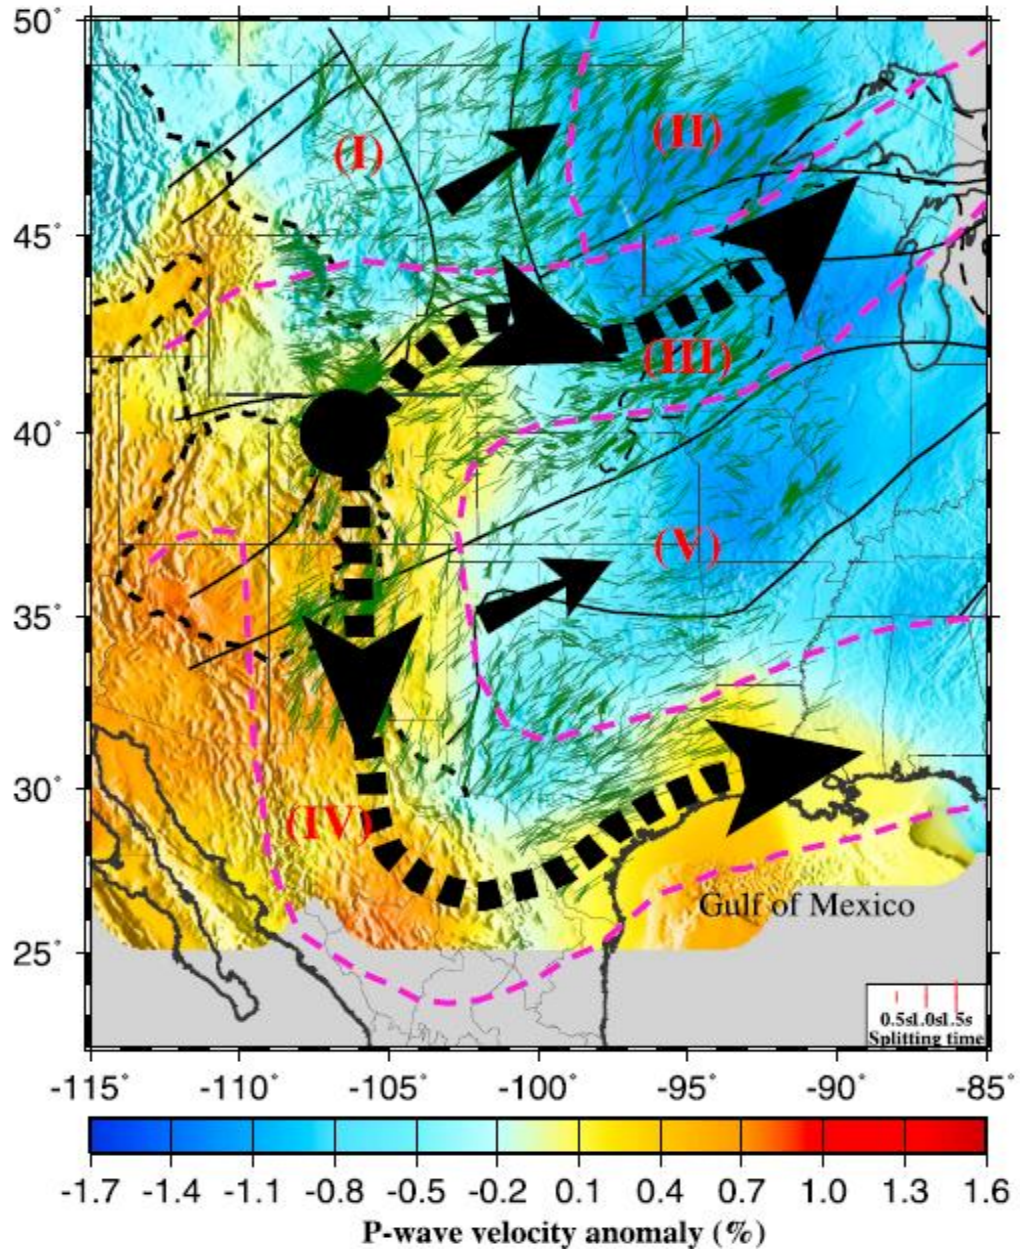 50°
(I)
(II)
45°
(III)
40°
(V)
35°
30°
(IV)
Gulf of Mexico
25°
0.5s1.0s1.5s
Splitting time
-115° -110° -105° -100° -95° -90° -85°
-1.7 -1.4 -1.1 -0.8 -0.5 -0.2 0.1 0.4 0.7 1.0 1.3 1.6
P-wave velocity anomaly (%)